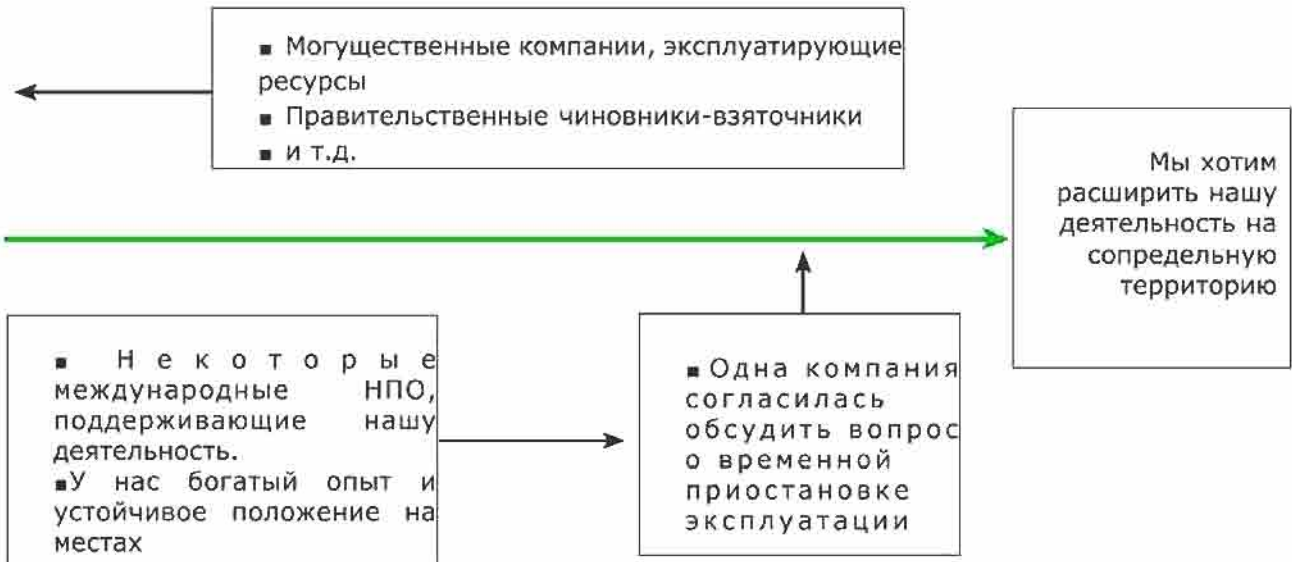 ■ Могущественные компании, эксплуатирующие
ресурсы
■ Правительственные чиновники-взяточники
■ и т.д.
Мы хотим
расширить нашу
деятельность на
сопредельную
территорию
■ Некоторые
международные НПО,
поддерживающие нашу
деятельность.
■У нас богатый опыт и
устойчивое положение на
местах
■ Одна компания
согласилась
обсудить вопрос
о временной
приостановке
эксплуатации